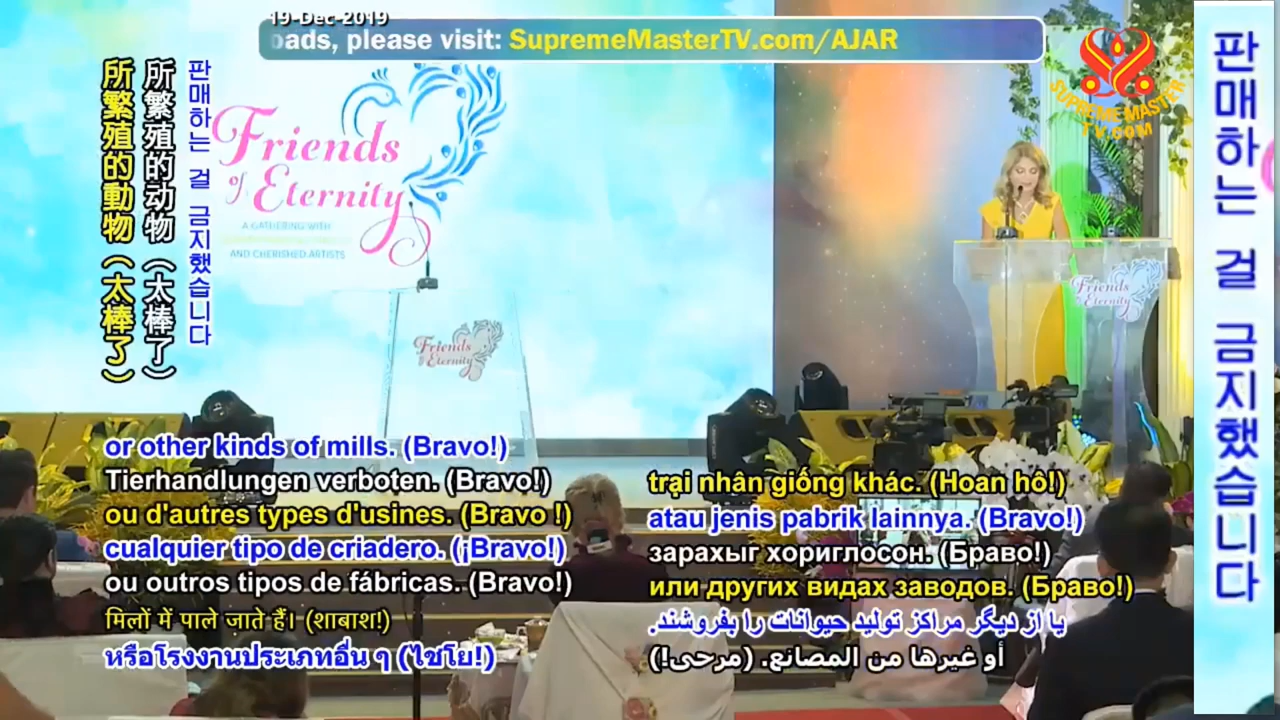 19-Dec-2019
oads, please visit: SupremeMasterTV.com/AJAR
SUPREME MASTER
TV.COM
판매하는 걸 금지했습니다
所繁殖的动物（太棒了）
所繁殖的動物（太棒了）
판매하는 걸 금지했습니다
Friends
of Eternity
A GATHERING WITH
AND CHERISHED ARTISTS
Friends
of Eternity
Friends
of Eternity
or other kinds of mills. (Bravo!)
Tierhandlungen verboten. (Bravo!)
ou d'autres types d'usines. (Bravo !)
cualquier tipo de criadero. (¡Bravo!)
ou outros tipos de fábricas. (Bravo!)
मिलों में पाले जाते हैं। (शाबाश!)
หรือโรงงานประเภทอื่น ๆ (ไชโย!)
trại nhân giống khác. (Hoan hô!)
atau jenis pabrik lainnya. (Bravo!)
зарахыг хориглосон. (Браво!)
или других видах заводов. (Браво!)
یا از دیگر مراکز تولید حیوانات را بفروشند.
أو غيرها من المصانع. (مرحى!)